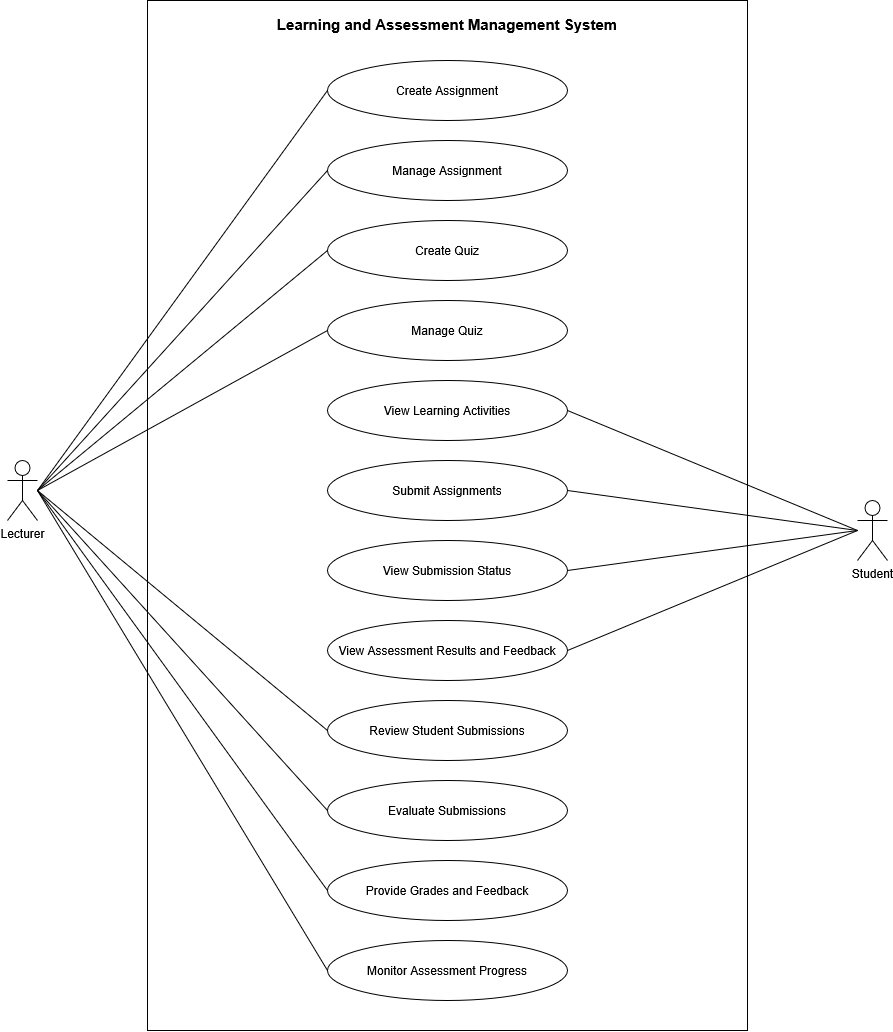 Learning and Assessment Management System
Create Assignment
Manage Assignment
Create Quiz
Manage Quiz
View Learning Activities
Submit Assignments
View Submission Status
View Assessment Results and Feedback
Review Student Submissions
Evaluate Submissions
Provide Grades and Feedback
Monitor Assessment Progress
Lecturer
Student